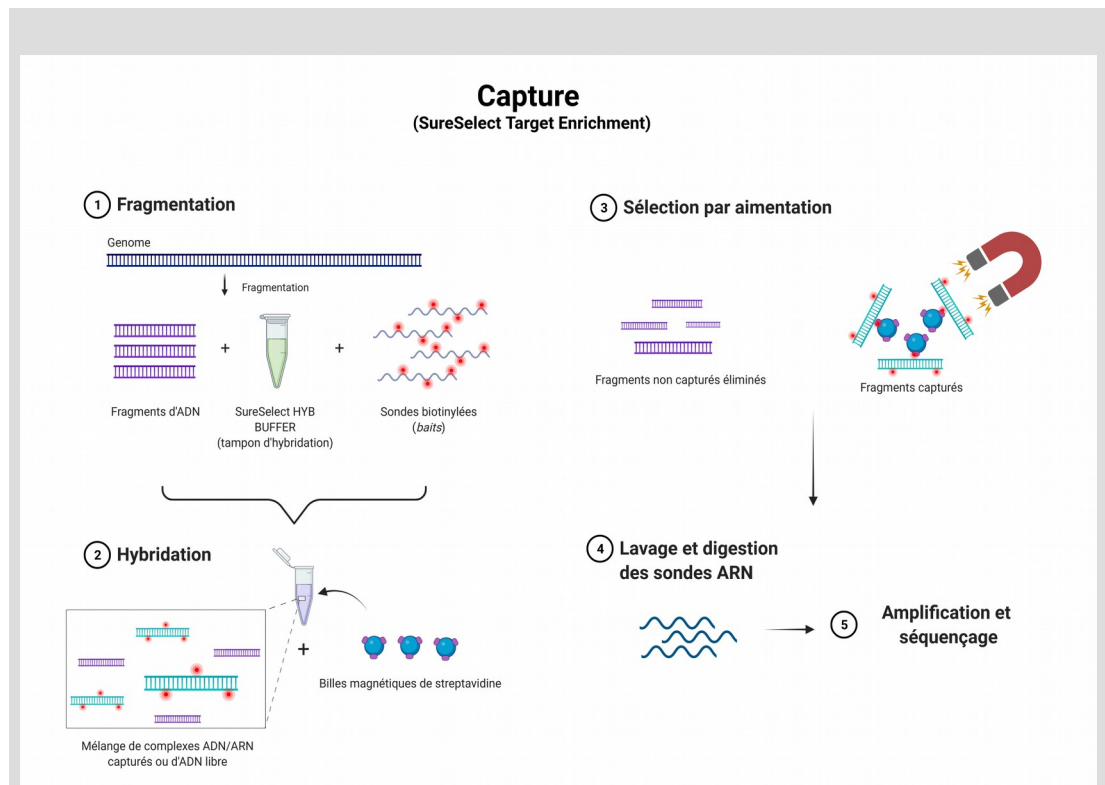 Capture
(SureSelect Target Enrichment)
1 Fragmentation
Genome
Fragmentation
+
+
Fragments d'ADN
SureSelect HYB
BUFFER
(tampon d'hybridation)
Sondes biotinylées
(baits)
2 Hybridation
+
Billes magnétiques de streptavidine
Mélange de complexes ADN/ARN
capturés ou d'ADN libre
3 Sélection par aimentation
Fragments non capturés éliminés
Fragments capturés
4 Lavage et digestion
des sondes ARN
5 Amplification et
séquençage